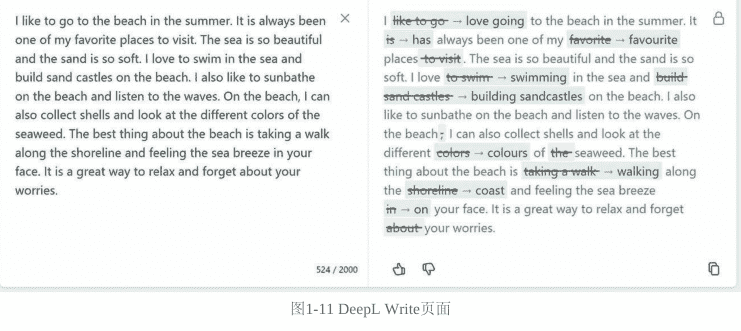 I like to go to the beach in the summer. It is always been
one of my favorite places to visit. The sea is so beautiful
and the sand is so soft. I love to swim in the sea and
build sand castles on the beach. I also like to sunbathe
on the beach and listen to the waves. On the beach, I can
also collect shells and look at the different colors of the
seaweed. The best thing about the beach is taking a walk
along the shoreline and feeling the sea breeze in your
face. It is a great way to relax and forget about your
worries.
524 / 2000
I like to go → love going to the beach in the summer. It
is → has always been one of my favorite → favourite
places to visit. The sea is so beautiful and the sand is so
soft. I love to swim → swimming in the sea and build
sand castles → building sandcastles on the beach. I also
like to sunbathe on the beach and listen to the waves. On
the beach, I can also collect shells and look at the
different colors → colours of the seaweed. The best
thing about the beach is taking a walk → walking along
the shoreline → coast and feeling the sea breeze
in → on your face. It is a great way to relax and forget
about your worries.
图1-11 DeepL Write页面